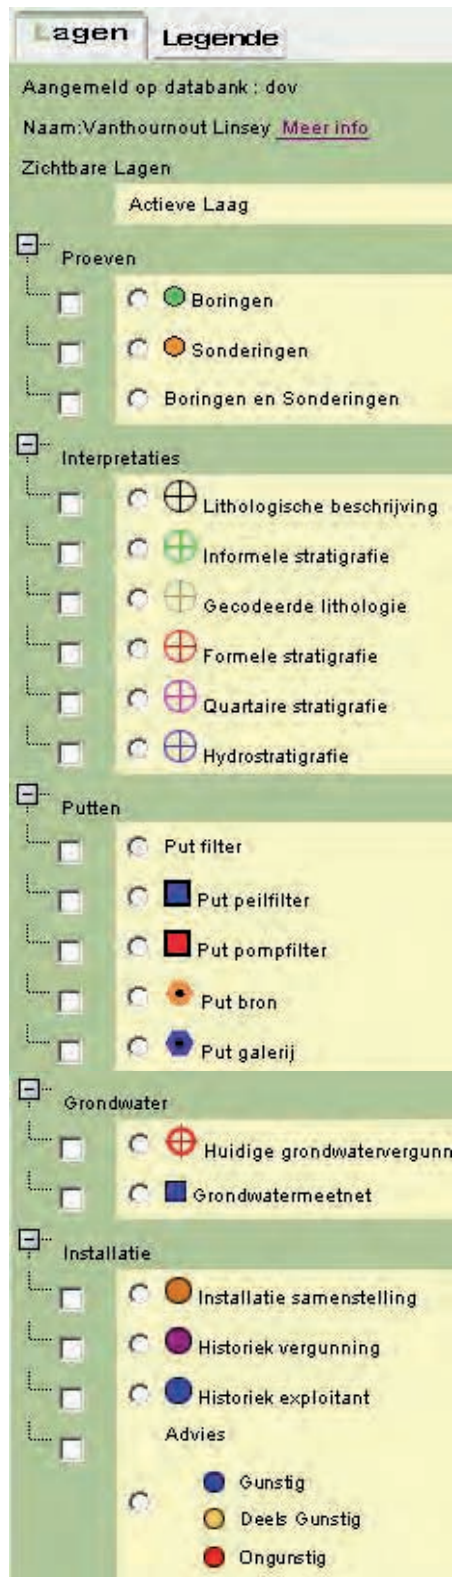 Lagen Legende
Aangemeld op databank : dov
Naam:Vanthournout Linsey Meer info
Zichtbare Lagen
Actieve Laag
Proeven
Boringen
Sonderingen
Boringen en Sonderingen
Interpretaties
Lithologische beschrijving
Informele stratigrafie
Gecodeerde lithologie
Formele stratigrafie
Quartaire stratigrafie
Hydrostratigrafie
Putten
Put filter
Put peilfilter
Put pompfilter
Put bron
Put galerij
Grondwater
Huidige grondwatervergunn
Grondwatermeetnet
Installatie
Installatie samenstelling
Historiek vergunning
Historiek exploitant
Advies
Gunstig
Deels Gunstig
Ongunstig